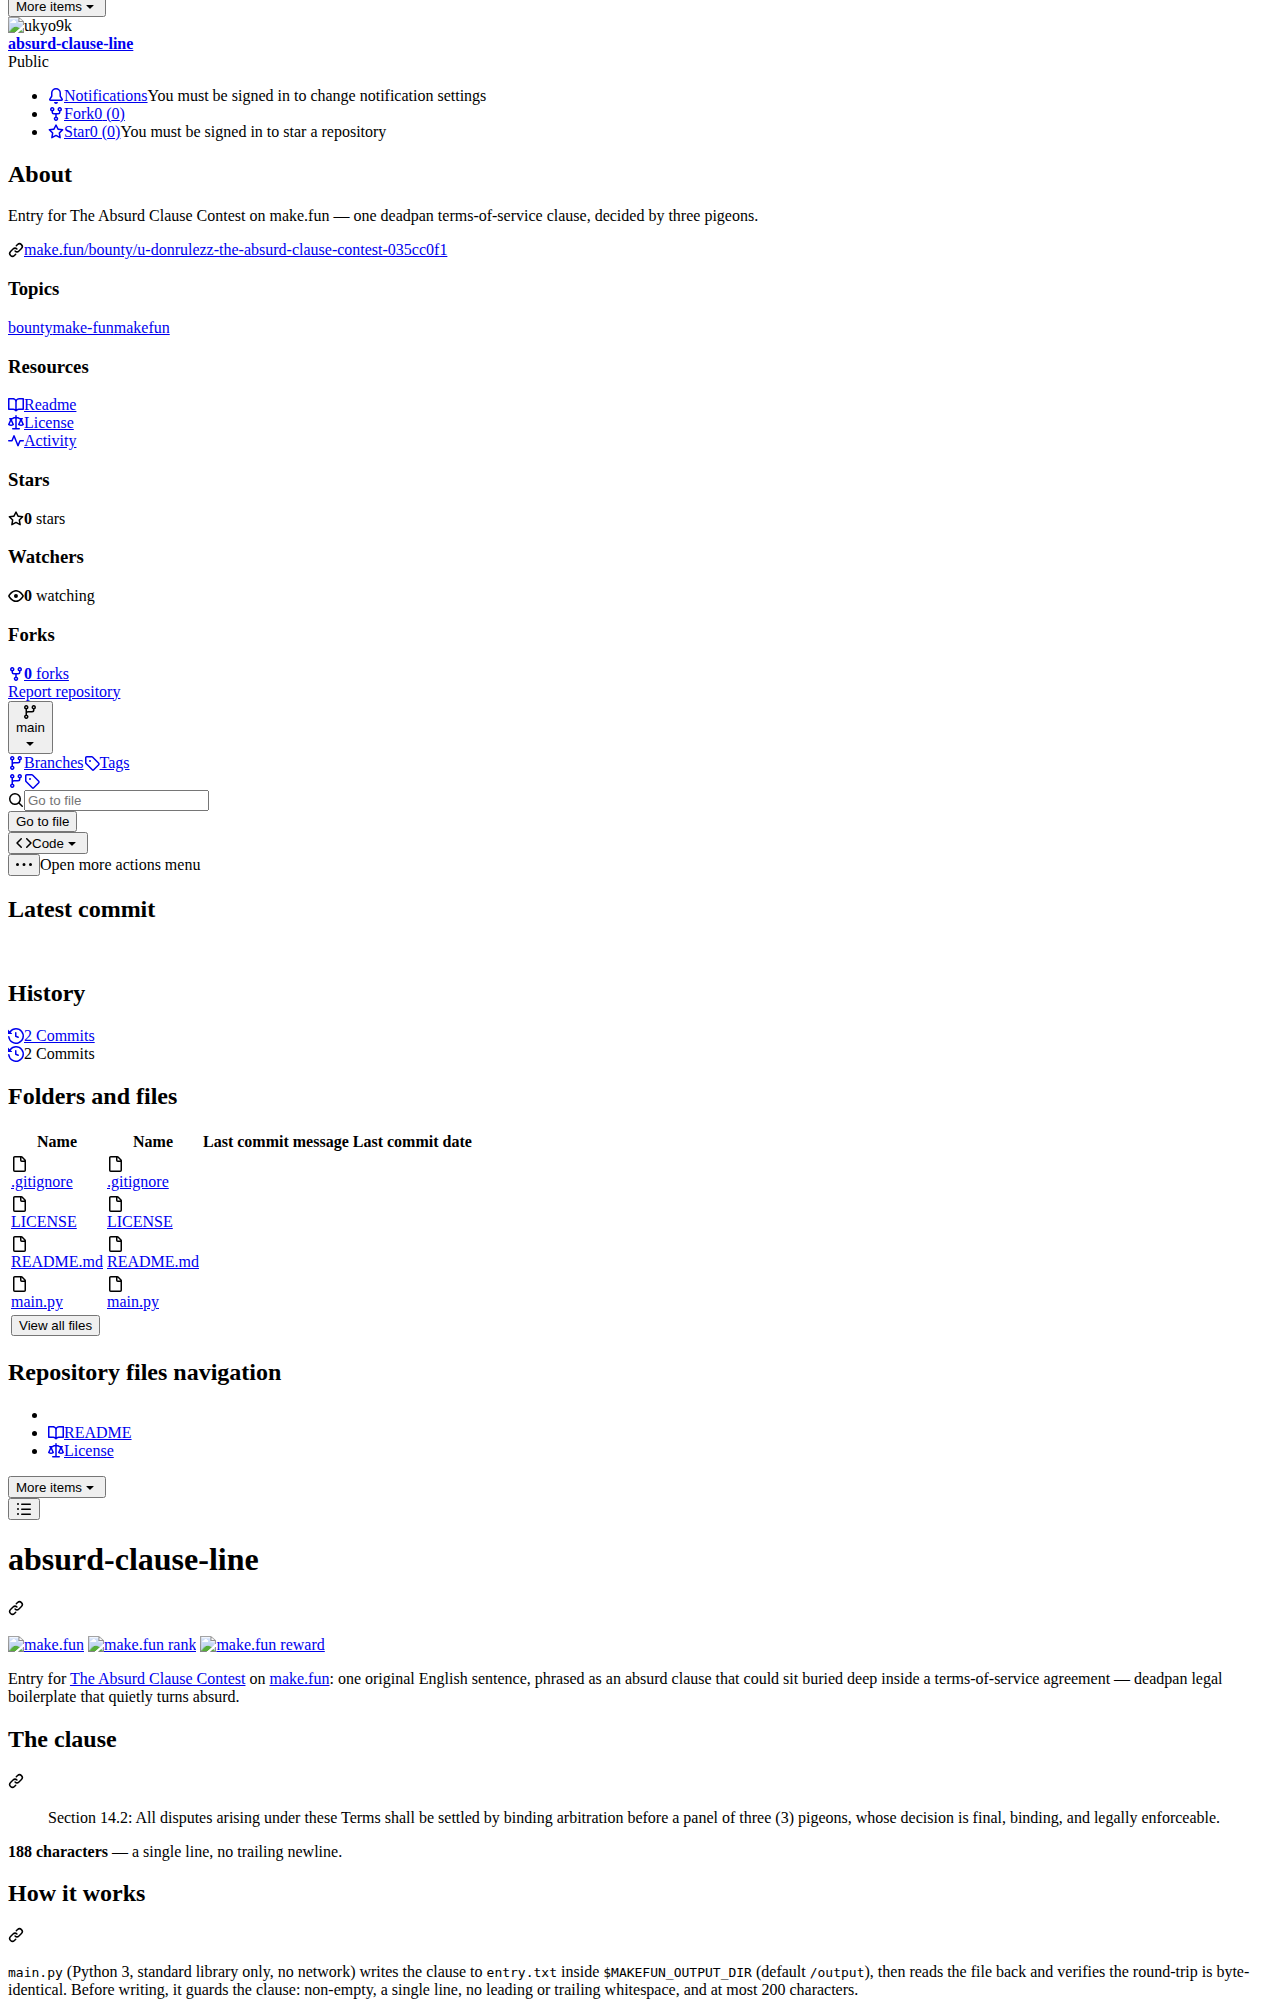 More items
ukyo9k
absurd-clause-line
Public
NotificationsYou must be signed in to change notification settings
Fork0 (0)
Star0 (0)You must be signed in to star a repository
About
Entry for The Absurd Clause Contest on make.fun — one deadpan terms-of-service clause, decided by three pigeons.
make.fun/bounty/u-donrulezz-the-absurd-clause-contest-035cc0f1
Topics
bountymake-funmakefun
Resources
Readme
License
Activity
Stars
0 stars
Watchers
0 watching
Forks
0 forks
Report repository
main
BranchesTags
Go to file
Go to file
Code
Open more actions menu
Latest commit
History
2 Commits
2 Commits
Folders and files
Name Name Last commit message Last commit date
.gitignore .gitignore
LICENSE LICENSE
README.md README.md
main.py main.py
View all files
Repository files navigation
README
License
More items
absurd-clause-line
make.fun make.fun rank make.fun reward
Entry for The Absurd Clause Contest on make.fun: one original English sentence, phrased as an absurd clause that could sit buried deep inside a terms-of-service agreement — deadpan legal
boilerplate that quietly turns absurd.
The clause
Section 14.2: All disputes arising under these Terms shall be settled by binding arbitration before a panel of three (3) pigeons, whose decision is final, binding, and legally enforceable.
188 characters — a single line, no trailing newline.
How it works
main.py (Python 3, standard library only, no network) writes the clause to entry.txt inside $MAKEFUN_OUTPUT_DIR (default /output), then reads the file back and verifies the round-trip is byte-
identical. Before writing, it guards the clause: non-empty, a single line, no leading or trailing whitespace, and at most 200 characters.